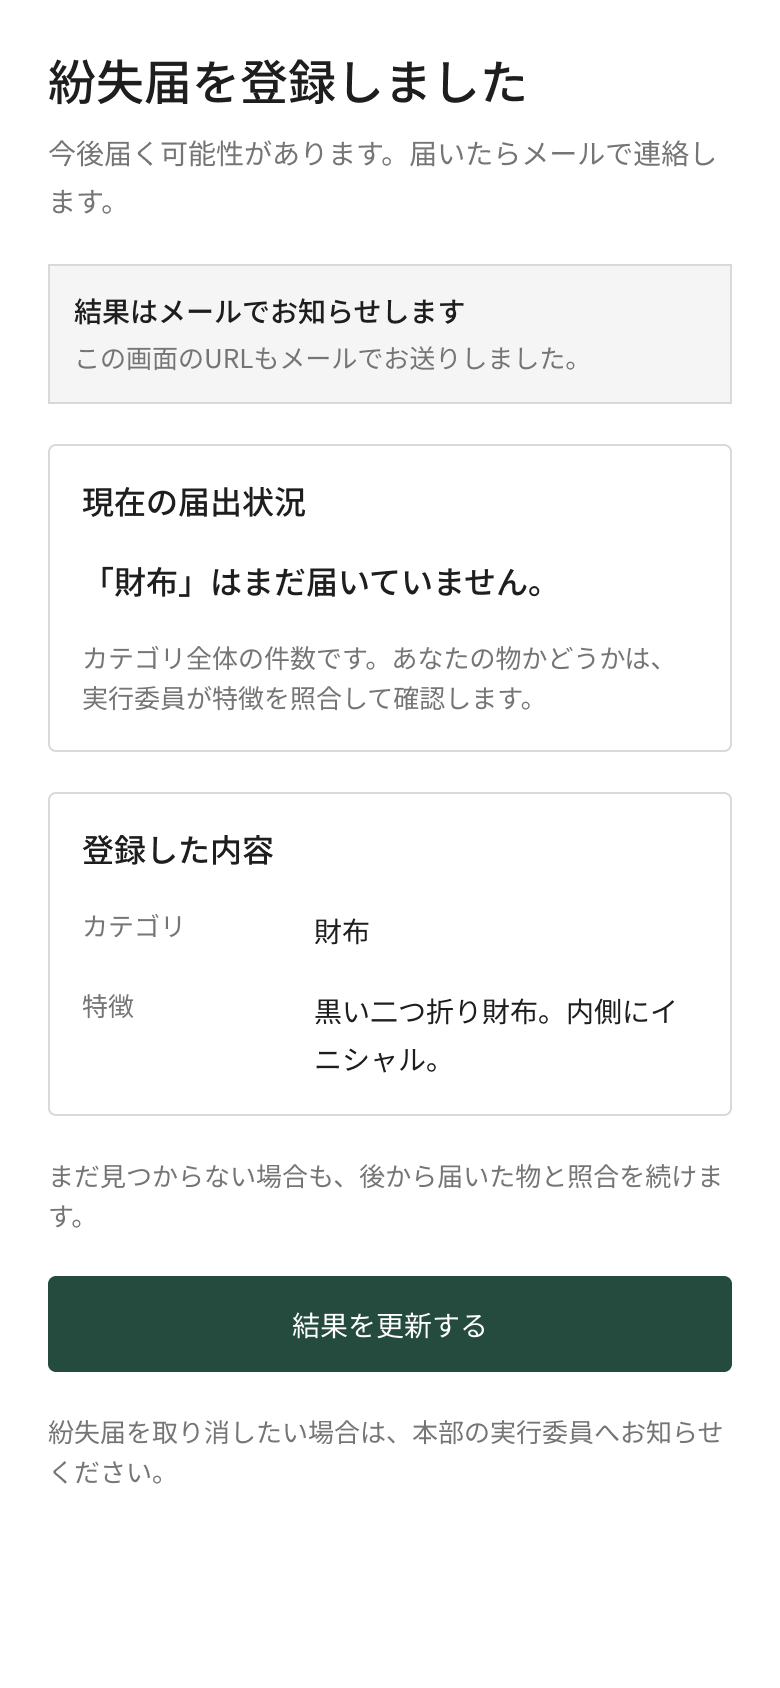 紛失届を登録しました
今後届く可能性があります。届いたらメールで連絡し
ます。
結果はメールでお知らせします
この画面のURLもメールでお送りしました。
現在の届出状況
「財布」はまだ届いていません。
カテゴリ全体の件数です。あなたの物かどうかは、
実行委員が特徴を照合して確認します。
登録した内容
カテゴリ 財布
特徴 黒い二つ折り財布。内側にイ
ニシャル。
まだ見つからない場合も、後から届いた物と照合を続けま
す。
結果を更新する
紛失届を取り消したい場合は、本部の実行委員へお知らせ
ください。